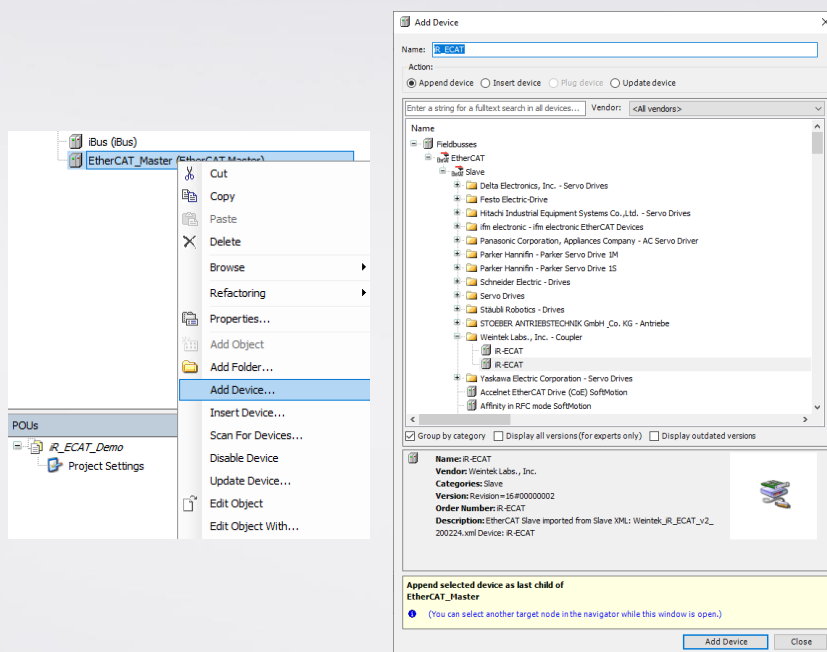 iBus (iBus)
EtherCAT_Master (EtherCAT Master)
Cut
Copy
Paste
Delete
Browse
Refactoring
Properties...
Add Object
Add Folder...
Add Device...
Insert Device...
Scan For Devices...
Disable Device
Update Device...
Edit Object
Edit Object With...
POUs
iR_ECAT_Demo
Project Settings
Add Device
Name: iR_ECAT
Action:
Append device Insert device Plug device Update device
Enter a string for a fulltext search in all devices... Vendor: <All vendors>
Name
Fieldbusses
EtherCAT
Slave
Delta Electronics, Inc. - Servo Drives
Festo Electric-Drive
Hitachi Industrial Equipment Systems Co.,Ltd. - Servo Drives
ifm electronic - ifm electronic EtherCAT Devices
Panasonic Corporation, Appliances Company - AC Servo Driver
Parker Hannifin - Parker Servo Drive 1M
Parker Hannifin - Parker Servo Drive 1S
Schneider Electric - Drives
Servo Drives
Stäubli Robotics - Drives
STOEBER ANTRIEBSTECHNIK GmbH _Co. KG - Antriebe
Weintek Labs., Inc. - Coupler
iR-ECAT
iR-ECAT
Yaskawa Electric Corporation - Servo Drives
Accelnet EtherCAT Drive (CoE) SoftMotion
Affinity in RFC mode SoftMotion
Group by category Display all versions(for experts only) Display outdated versions
Name: iR-ECAT
Vendor: Weintek Labs., Inc.
Categories: Slave
Version: Revision=16#00000002
Order Number: iR-ECAT
Description: EtherCAT Slave imported from Slave XML: Weintek_iR_ECAT_v2_
200224.xml Device: iR-ECAT
Append selected device as last child of
EtherCAT_Master
(You can select another target node in the navigator while this window is open.)
Add Device Close